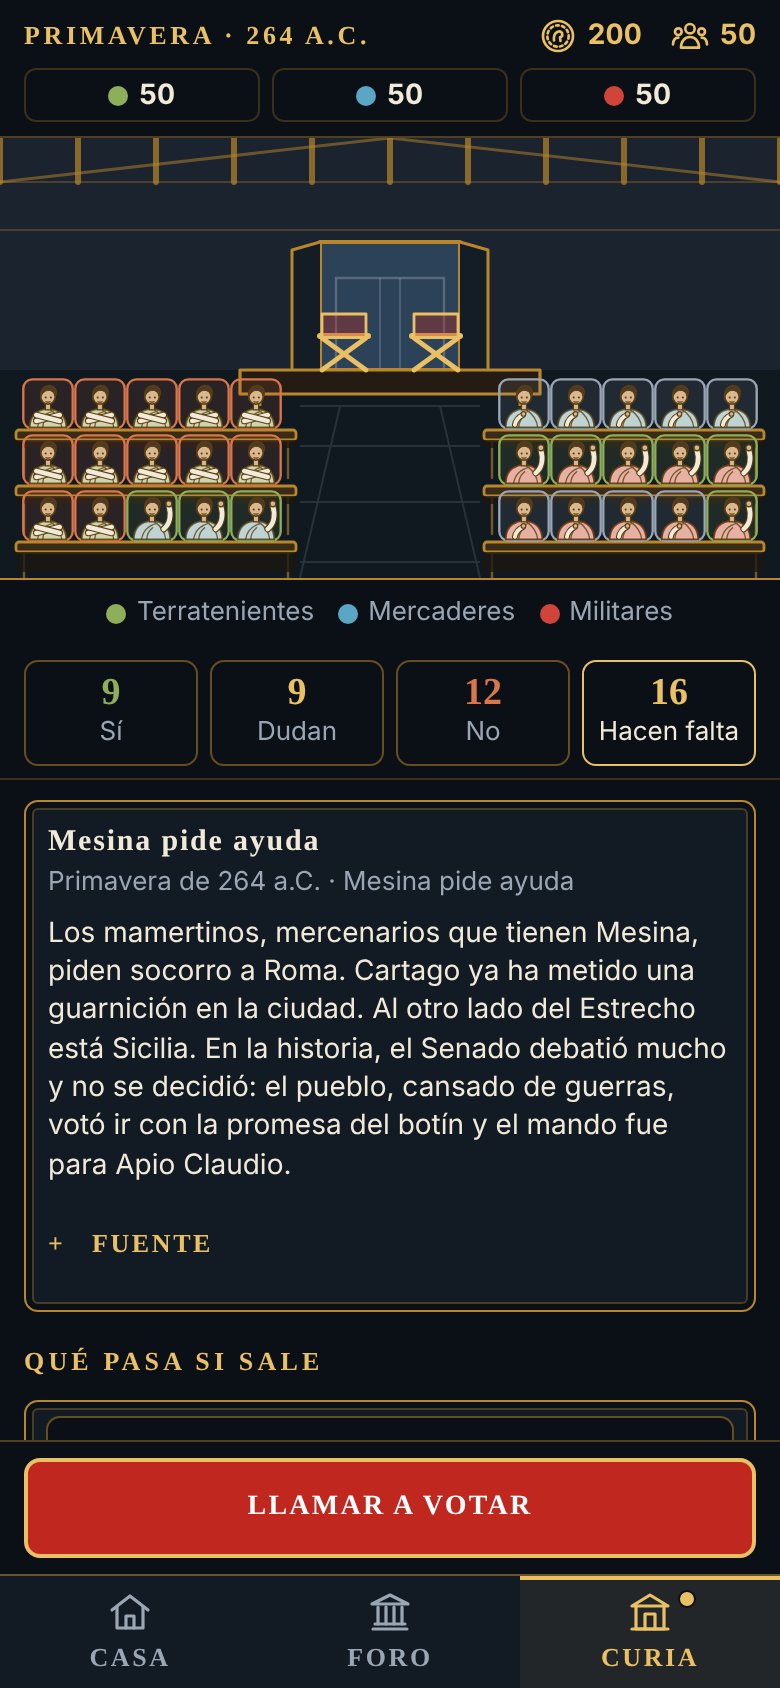 PRIMAVERA · 264 A.C. 200 50
50 50 50
Terratenientes Mercaderes Militares
9 9 12 16
Sí Dudan No Hacen falta
Mesina pide ayuda
Primavera de 264 a.C. · Mesina pide ayuda
Los mamertinos, mercenarios que tienen Mesina,
piden socorro a Roma. Cartago ya ha metido una
guarnición en la ciudad. Al otro lado del Estrecho
está Sicilia. En la historia, el Senado debatió mucho
y no se decidió: el pueblo, cansado de guerras,
votó ir con la promesa del botín y el mando fue
para Apio Claudio.
+ FUENTE
QUÉ PASA SI SALE
LLAMAR A VOTAR
CASA FORO CURIA